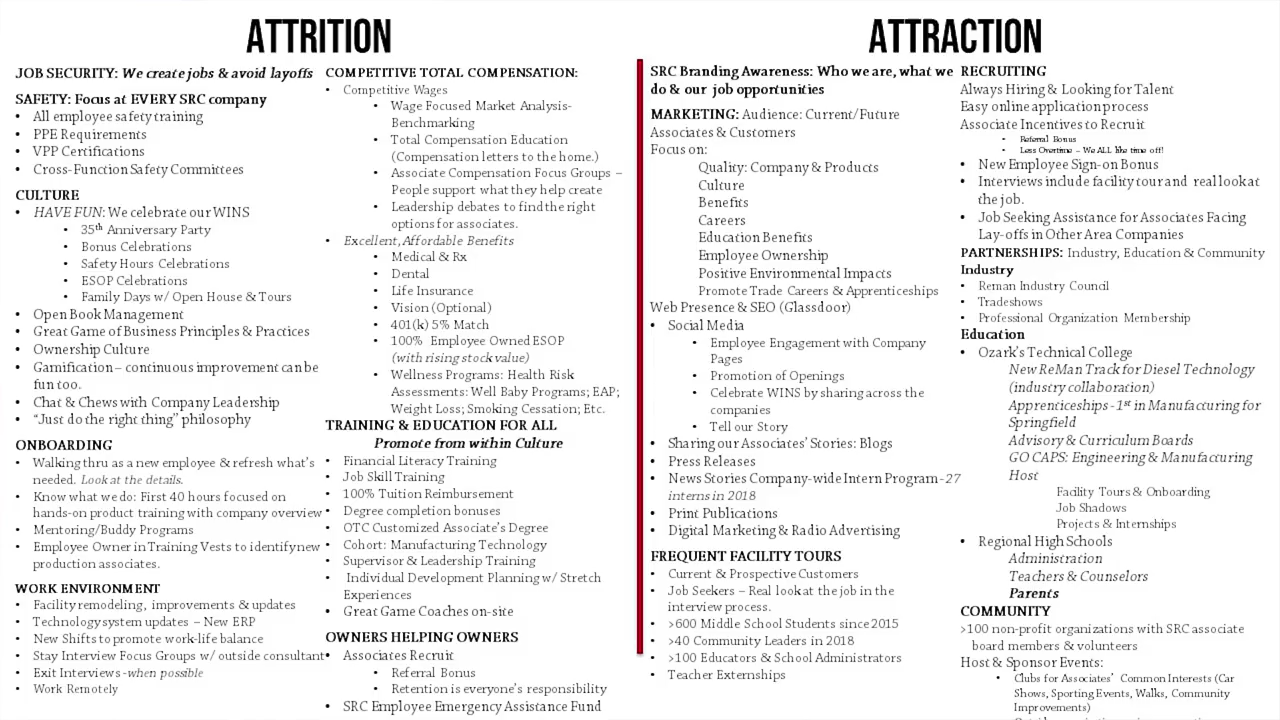 ATTRITION
JOB SECURITY: We create jobs & avoid layoffs
SAFETY: Focus at EVERY SRC company
• All employee safety training
• PPE Requirements
• VPP Certifications
• Cross-Function Safety Committees
CULTURE
• HAVE FUN: We celebrate our WINS
• 35th Anniversary Party
• Bonus Celebrations
• Safety Hours Celebrations
• ESOP Celebrations
• Family Days w/ Open House & Tours
• Open Book Management
• Great Game of Business Principles & Practices
• Ownership Culture
• Gamification – continuous improvement can be
fun too.
• Chat & Chews with Company Leadership
• “Just do the right thing” philosophy
ONBOARDING
• Walking thru as a new employee & refresh what’s
needed. Look at the details.
• Know what we do: First 40 hours focused on
hands-on product training with company overview
• Mentoring/Buddy Programs
• Employee Owner in Training Vests to identify new
production associates.
WORK ENVIRONMENT
• Facility remodeling, improvements & updates
• Technology system updates – New ERP
• New Shifts to promote work-life balance
• Stay Interview Focus Groups w/ outside consultant
• Exit Interviews -when possible
• Work Remotely
COMPETITIVE TOTAL COMPENSATION:
• Competitive Wages
• Wage Focused Market Analysis-
Benchmarking
• Total Compensation Education
(Compensation letters to the home.)
• Associate Compensation Focus Groups –
People support what they help create
• Leadership debates to find the right
options for associates.
• Excellent, Affordable Benefits
• Medical & Rx
• Dental
• Life Insurance
• Vision (Optional)
• 401(k) 5% Match
• 100% Employee Owned ESOP
(with rising stock value)
• Wellness Programs: Health Risk
Assessments: Well Baby Programs; EAP;
Weight Loss; Smoking Cessation; Etc.
TRAINING & EDUCATION FOR ALL
Promote from within Culture
• Financial Literacy Training
• Job Skill Training
• 100% Tuition Reimbursement
• Degree completion bonuses
• OTC Customized Associate’s Degree
• Cohort: Manufacturing Technology
• Supervisor & Leadership Training
• Individual Development Planning w/ Stretch
Experiences
• Great Game Coaches on-site
OWNERS HELPING OWNERS
• Associates Recruit
• Referral Bonus
• Retention is everyone’s responsibility
• SRC Employee Emergency Assistance Fund
ATTRACTION
SRC Branding Awareness: Who we are, what we
do & our job opportunities
MARKETING: Audience: Current/Future
Associates & Customers
Focus on:
Quality: Company & Products
Culture
Benefits
Careers
Education Benefits
Employee Ownership
Positive Environmental Impacts
Promote Trade Careers & Apprenticeships
Web Presence & SEO (Glassdoor)
• Social Media
• Employee Engagement with Company
Pages
• Promotion of Openings
• Celebrate WINS by sharing across the
companies
• Tell our Story
• Sharing our Associates’ Stories: Blogs
• Press Releases
• News Stories Company-wide Intern Program - 27
interns in 2018
• Print Publications
• Digital Marketing & Radio Advertising
FREQUENT FACILITY TOURS
• Current & Prospective Customers
• Job Seekers – Real look at the job in the
interview process.
• >600 Middle School Students since 2015
• >40 Community Leaders in 2018
• >100 Educators & School Administrators
• Teacher Externships
RECRUITING
Always Hiring & Looking for Talent
Easy online application process
Associate Incentives to Recruit
• Referral Bonus
• Less Overtime – We ALL like time off!
• New Employee Sign-on Bonus
• Interviews include facility tour and real look at
the job.
• Job Seeking Assistance for Associates Facing
Lay-offs in Other Area Companies
PARTNERSHIPS: Industry, Education & Community
Industry
• Reman Industry Council
• Tradeshows
• Professional Organization Membership
Education
• Ozark’s Technical College
New ReMan Track for Diesel Technology
(industry collaboration)
Apprenticeships - 1st in Manufacturing for
Springfield
Advisory & Curriculum Boards
GO CAPS: Engineering & Manufacturing
Host
Facility Tours & Onboarding
Job Shadows
Projects & Internships
• Regional High Schools
Administration
Teachers & Counselors
Parents
COMMUNITY
>100 non-profit organizations with SRC associate
board members & volunteers
Host & Sponsor Events:
• Clubs for Associates’ Common Interests (Car
Shows, Sporting Events, Walks, Community
Improvements)